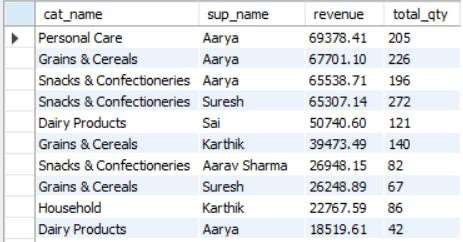 cat_name sup_name revenue total_qty
Personal Care Aarya 69378.41 205
Grains & Cereals Aarya 67701.10 226
Snacks & Confectioneries Aarya 65538.71 196
Snacks & Confectioneries Suresh 65307.14 272
Dairy Products Sai 50740.60 121
Grains & Cereals Karthik 39473.49 140
Snacks & Confectioneries Aarav Sharma 26948.15 82
Grains & Cereals Suresh 26248.89 67
Household Karthik 22767.59 86
Dairy Products Aarya 18519.61 42